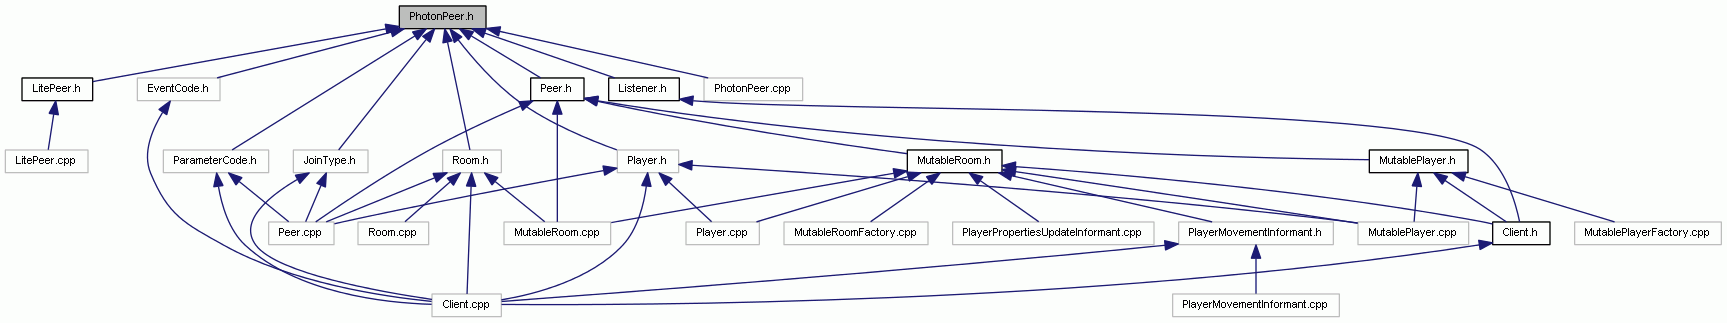 PhotonPeer.h
LitePeer.h
EventCode.h
Peer.h
Listener.h
PhotonPeer.cpp
LitePeer.cpp
ParameterCode.h
JoinType.h
Room.h
Player.h
MutableRoom.h
MutablePlayer.h
Peer.cpp
Room.cpp
MutableRoom.cpp
Player.cpp
MutableRoomFactory.cpp
PlayerPropertiesUpdateInformant.cpp
PlayerMovementInformant.h
MutablePlayer.cpp
Client.h
MutablePlayerFactory.cpp
Client.cpp
PlayerMovementInformant.cpp